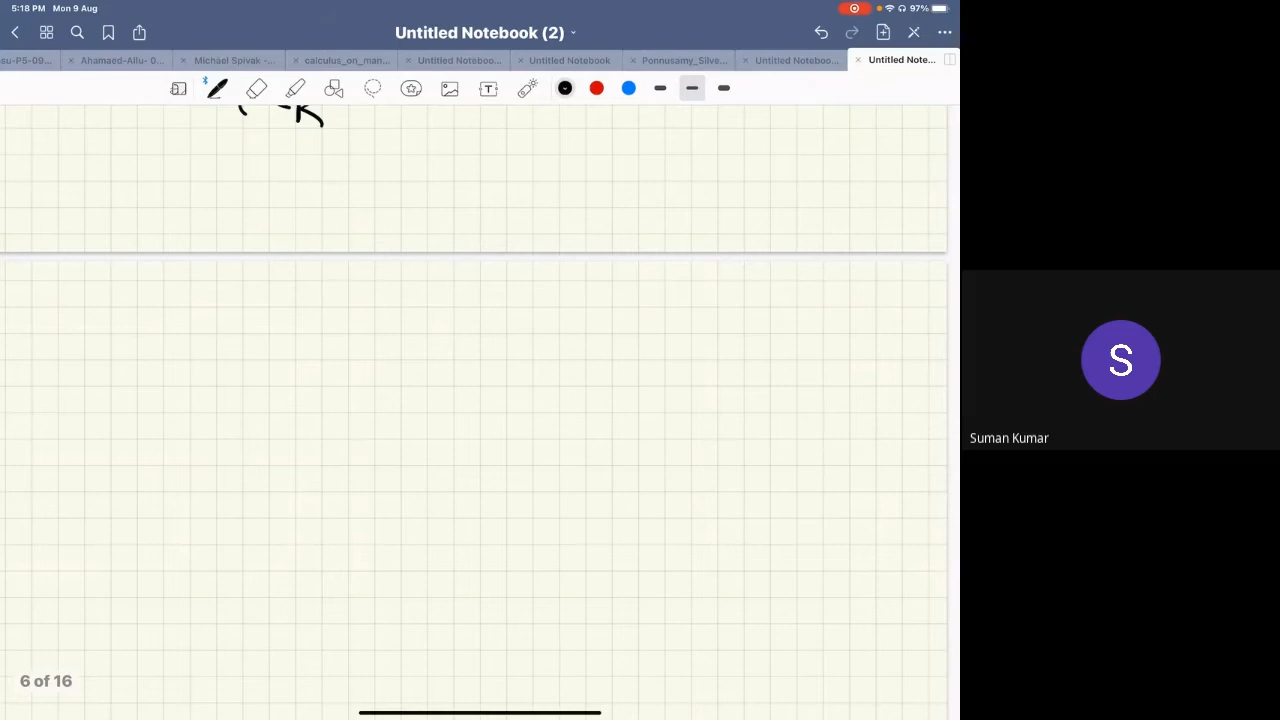 5:18 PM Mon 9 Aug 97%
Untitled Notebook (2)
su-P5-09... Ahamaed-Allu- 0... Michael Spivak -... calculus_on_man... Untitled Noteboo... Untitled Notebook Ponnusamy_Silve... Untitled Noteboo... Untitled Note...
T
S
Suman Kumar
6 of 16